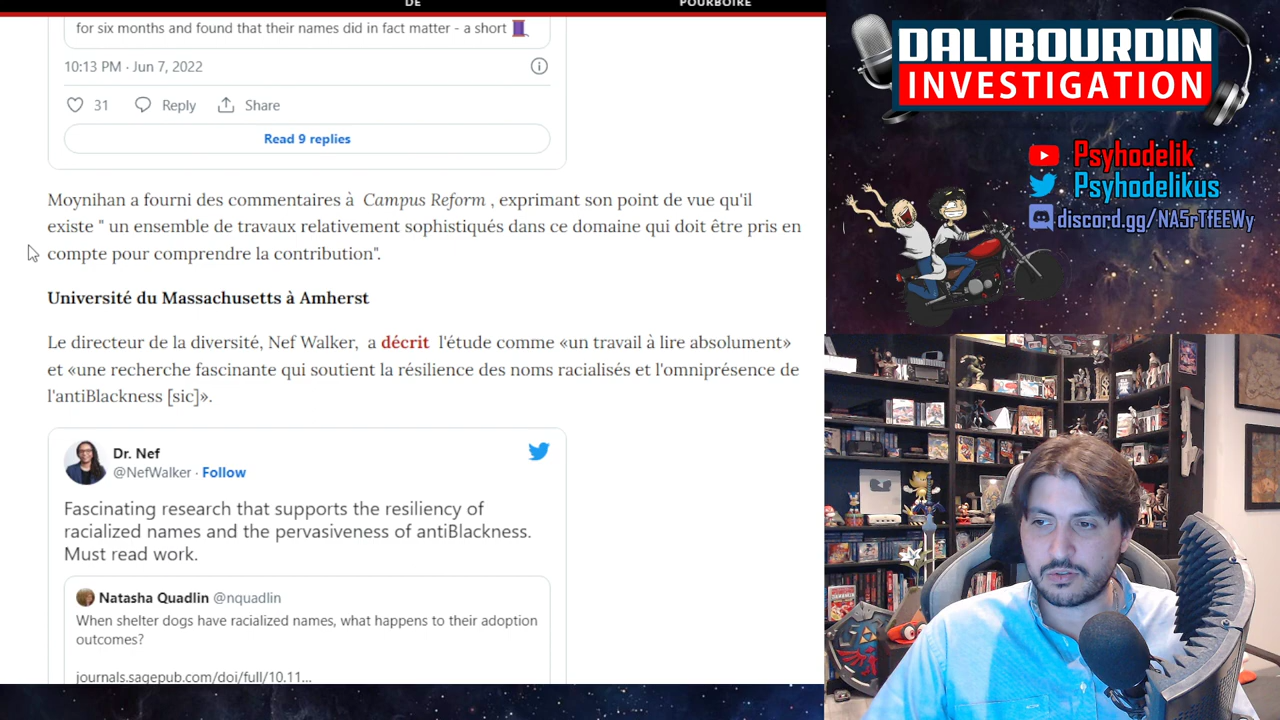 DE
POURBOIRE
for six months and found that their names did in fact matter - a short
10:13 PM · Jun 7, 2022
31 Reply Share
Read 9 replies
Moynihan a fourni des commentaires à Campus Reform , exprimant son point de vue qu'il
existe " un ensemble de travaux relativement sophistiqués dans ce domaine qui doit être pris en
compte pour comprendre la contribution".
Université du Massachusetts à Amherst
Le directeur de la diversité, Nef Walker, a décrit l'étude comme «un travail à lire absolument»
et «une recherche fascinante qui soutient la résilience des noms racialisés et l'omniprésence de
l'antiBlackness [sic]».
Dr. Nef
@NefWalker · Follow
Fascinating research that supports the resiliency of
racialized names and the pervasiveness of antiBlackness.
Must read work.
Natasha Quadlin @nquadlin
When shelter dogs have racialized names, what happens to their adoption
outcomes?
journals.sagepub.com/doi/full/10.11...
DALIBOURDIN
INVESTIGATION
Psyhodelik
Psyhodelikus
discord.gg/NA5rTfEEWy